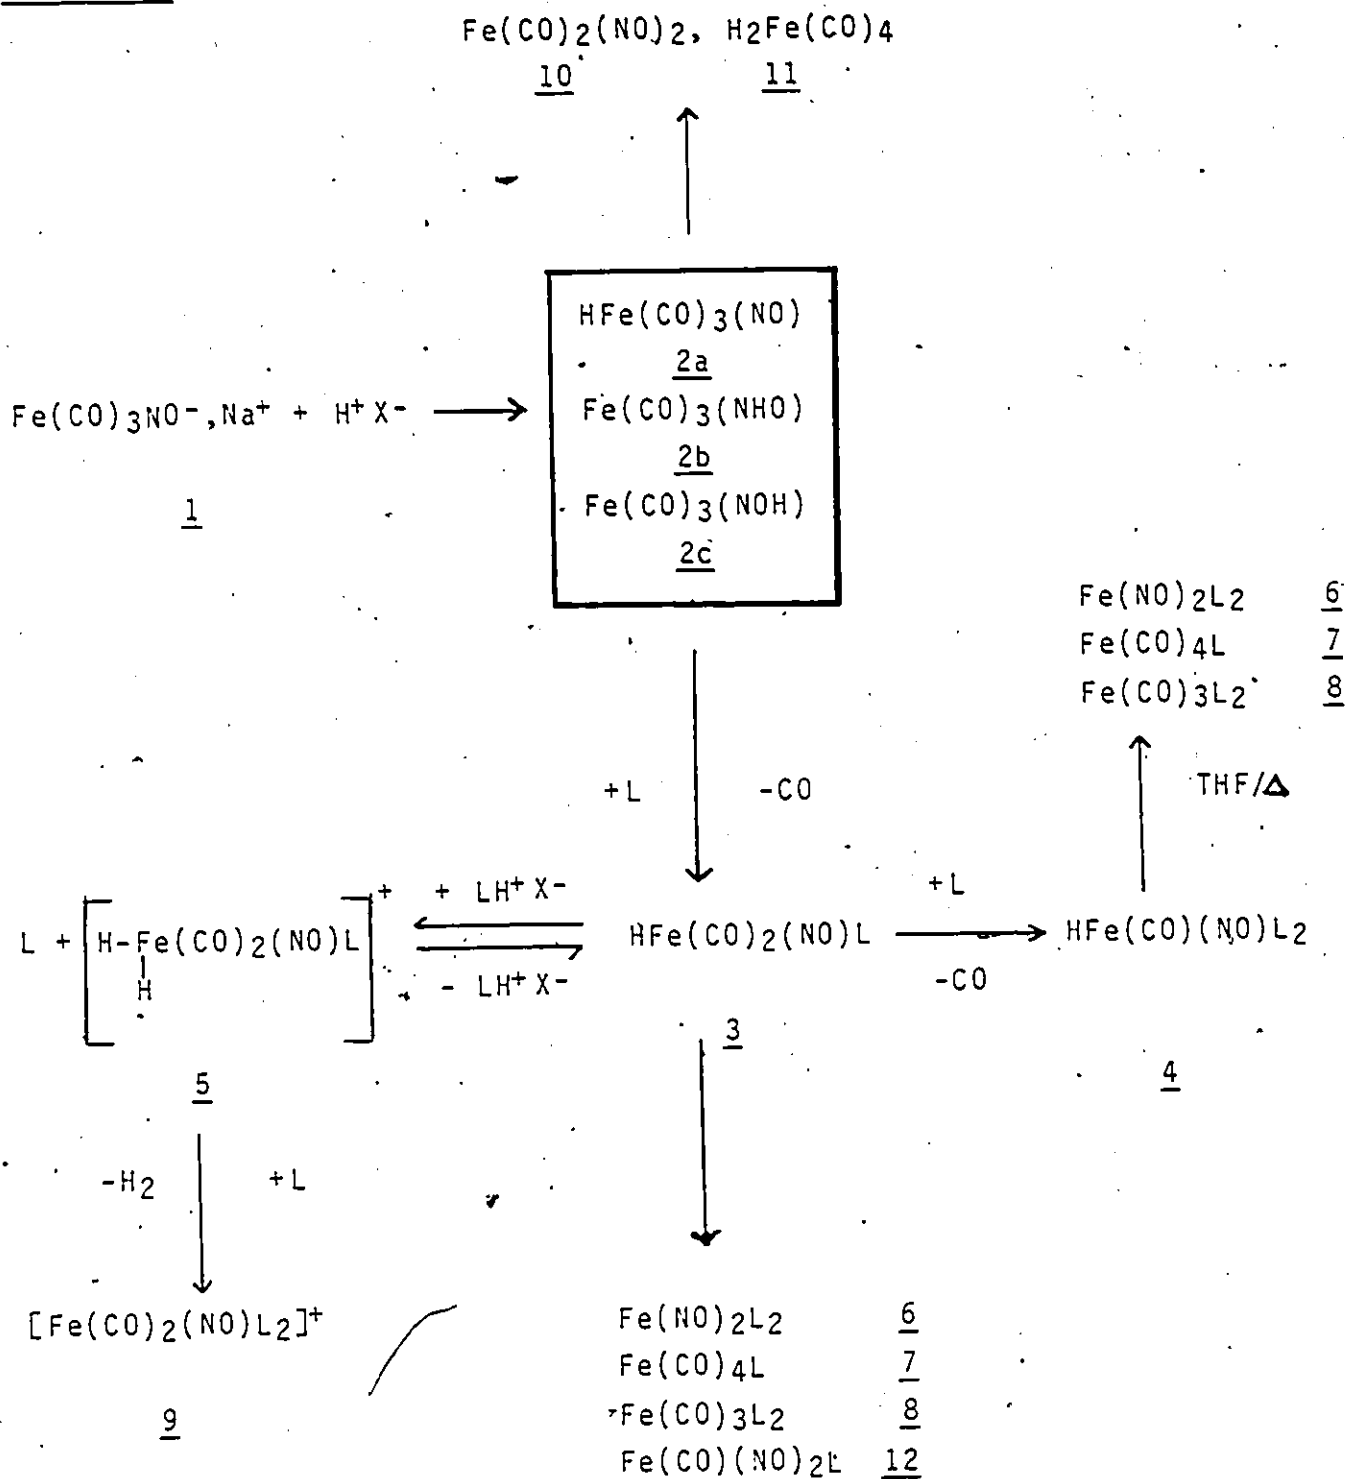 Fe(CO)2(NO)2, H2Fe(CO)4
10 11
HFe(CO)3(NO)
2a
Fe(CO)3(NHO)
2b
Fe(CO)3(NOH)
2c
Fe(CO)3NO-,Na+ + H+X-
1
Fe(NO)2L2 6
Fe(CO)4L 7
Fe(CO)3L2 8
THF/Δ
+L -CO
L + [H-Fe(CO)2(NO)L]+
H
5
+ LH+X-
- LH+X-
HFe(CO)2(NO)L
3
+L
-CO
HFe(CO)(NO)L2
4
-H2 +L
[Fe(CO)2(NO)L2]+
9
Fe(NO)2L2 6
Fe(CO)4L 7
Fe(CO)3L2 8
Fe(CO)(NO)2L 12